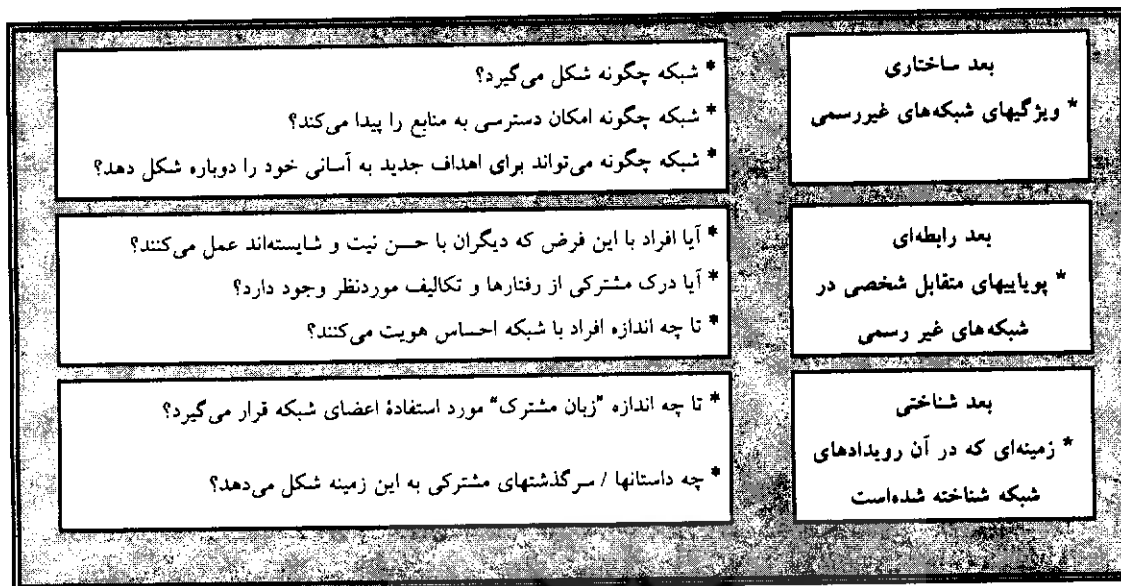 بعد ساختاری
* ویژگیهای شبکه‌های غیررسمی
* شبکه چگونه شکل می‌گیرد؟
* شبکه چگونه امکان دسترسی به منابع را پیدا می‌کند؟
* شبکه چگونه می‌تواند برای اهداف جدید به آسانی خود را دوباره شکل دهد؟
بعد رابطه‌ای
* پویاییهای متقابل شخصی در
شبکه‌های غیر رسمی
* آیا افراد با این فرض که دیگران با حسن نیت و شایسته‌اند عمل می‌کنند؟
* آیا درک مشترکی از رفتارها و تکالیف موردنظر وجود دارد؟
* تا چه اندازه افراد با شبکه احساس هویت می‌کنند؟
بعد شناختی
* زمینه‌ای که در آن رویدادهای
شبکه شناخته شده‌است
* تا چه اندازه "زبان مشترک" مورد استفادهٔ اعضای شبکه قرار می‌گیرد؟
* چه داستانها / سرگذشتهای مشترکی به این زمینه شکل می‌دهد؟